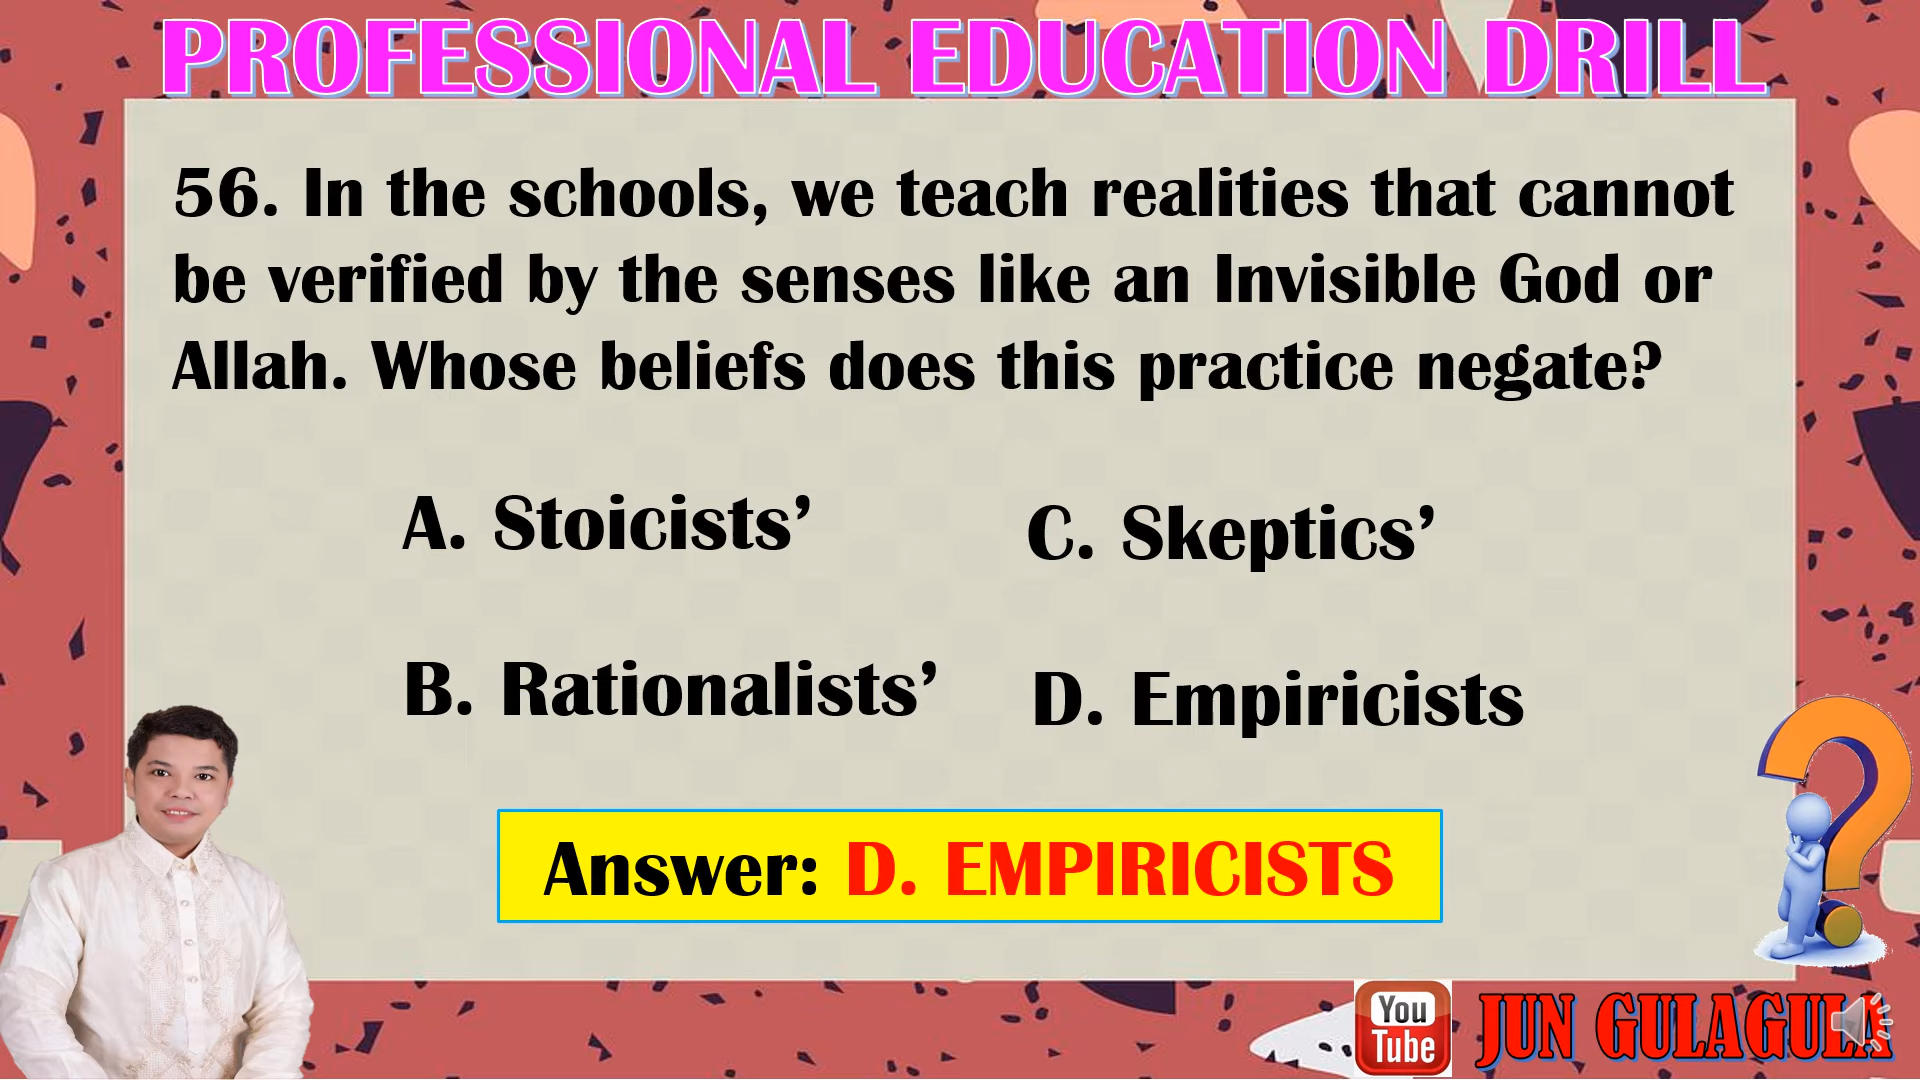 PROFESSIONAL EDUCATION DRILL
56. In the schools, we teach realities that cannot
be verified by the senses like an Invisible God or
Allah. Whose beliefs does this practice negate?
A. Stoicists’
C. Skeptics’
B. Rationalists’
D. Empiricists
Answer: D. EMPIRICISTS
You
Tube
JUN GULAGULA